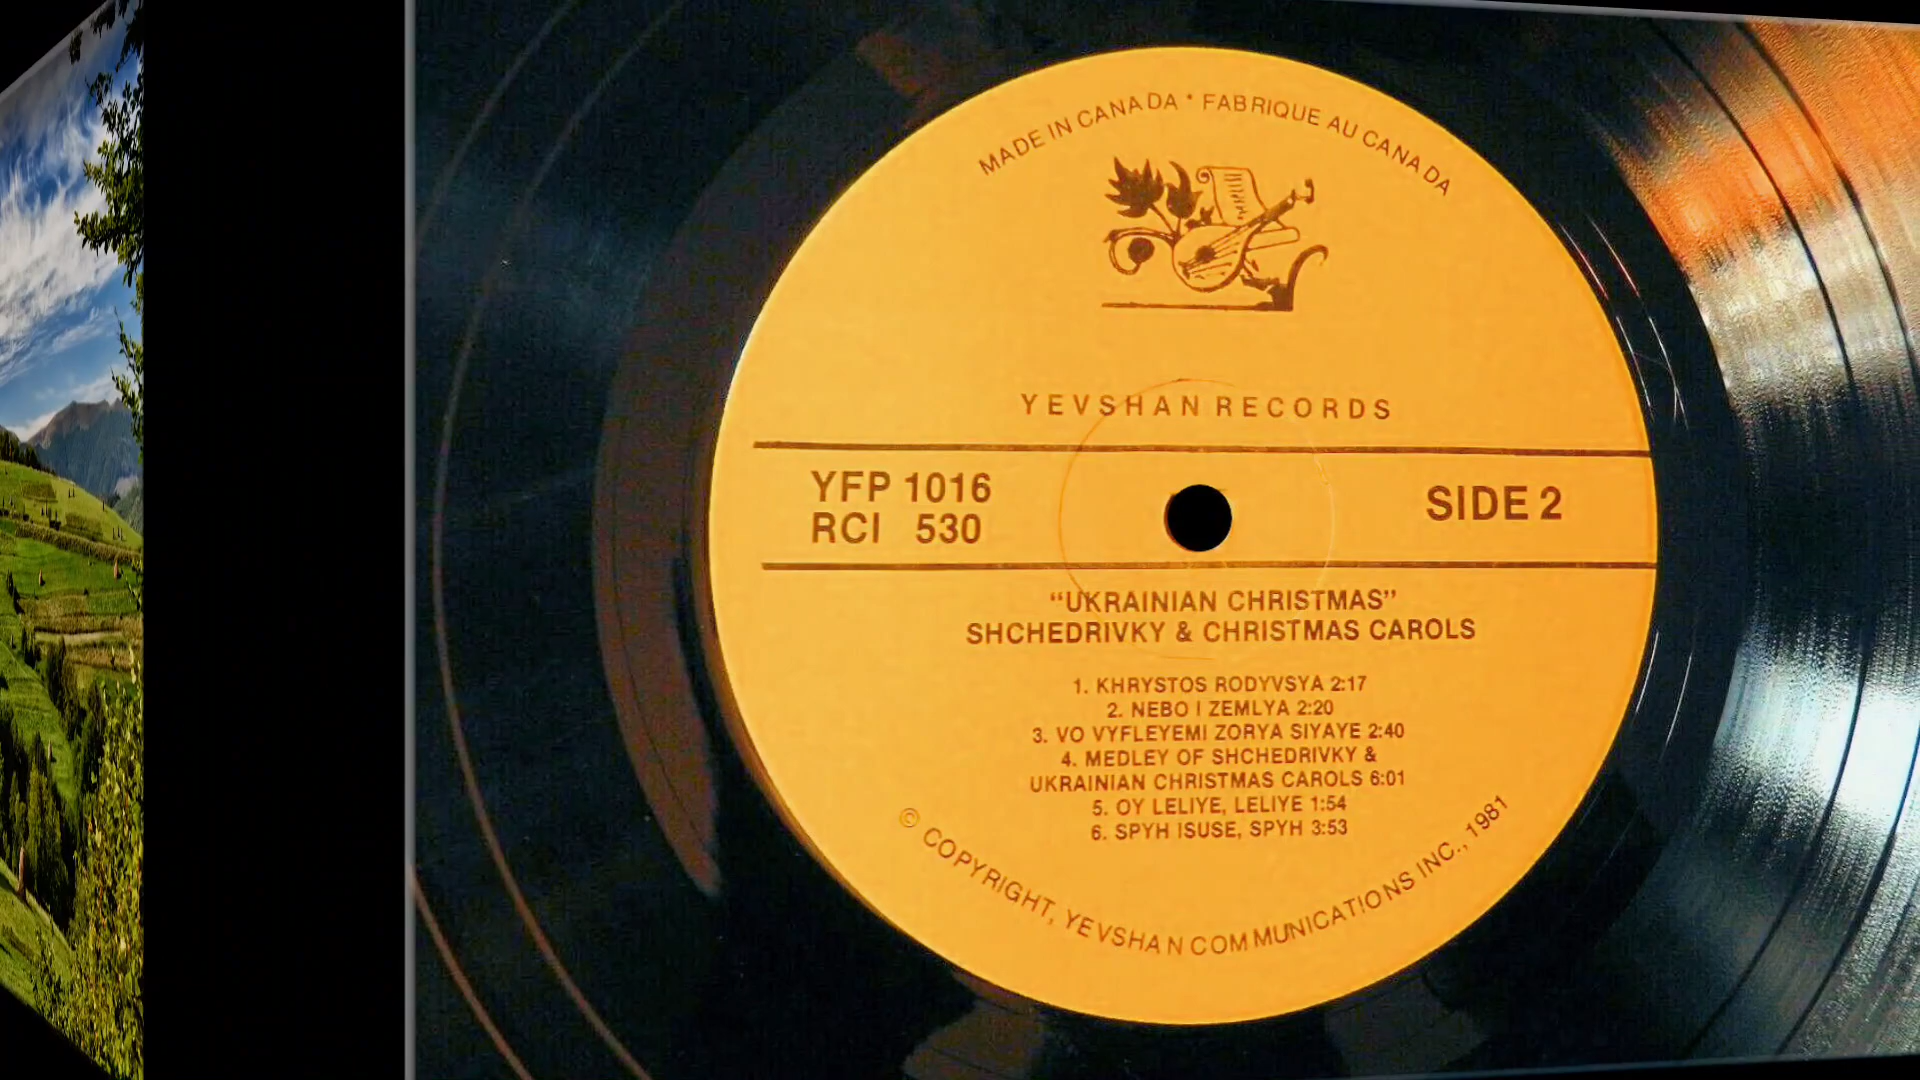 MADE IN CANADA * FABRIQUE AU CANADA
YEVSHAN RECORDS
YFP 1016
RCI 530
SIDE 2
“UKRAINIAN CHRISTMAS”
SHCHEDRIVKY & CHRISTMAS CAROLS
1. KHRYSTOS RODYVSYA 2:17
2. NEBO I ZEMLYA 2:20
3. VO VYFLEYEMI ZORYA SIYAYE 2:40
4. MEDLEY OF SHCHEDRIVKY &
UKRAINIAN CHRISTMAS CAROLS 6:01
5. OY LELIYE, LELIYE 1:54
6. SPYH ISUSE, SPYH 3:53
© COPYRIGHT, YEVSHAN COMMUNICATIONS INC., 1981